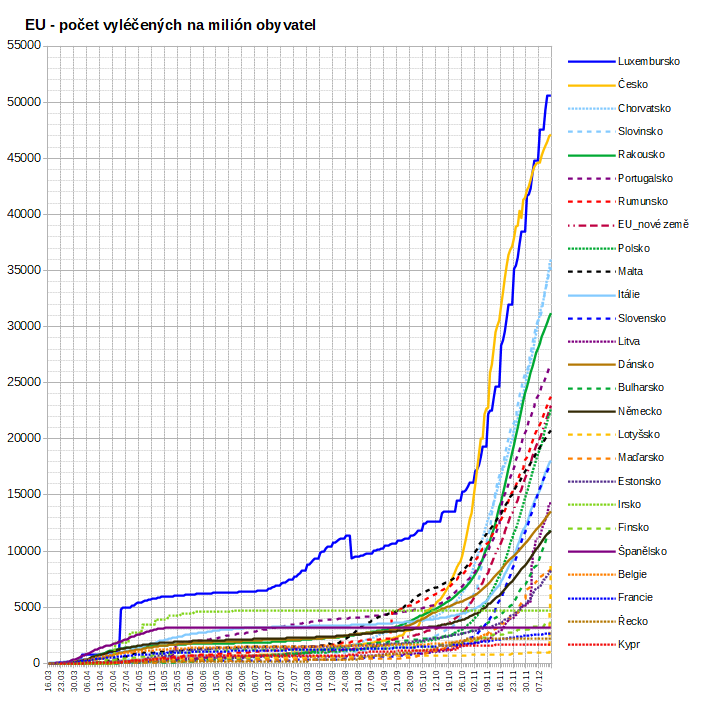 EU - počet vyléčených na milión obyvatel
55000
50000
45000
40000
35000
30000
25000
20000
15000
10000
5000
0
16.03
23.03
30.03
06.04
13.04
20.04
27.04
04.05
11.05
18.05
25.05
01.06
08.06
15.06
22.06
29.06
06.07
13.07
20.07
27.07
03.08
10.08
17.08
24.08
31.08
07.09
14.09
21.09
28.09
05.10
12.10
19.10
26.10
02.11
09.11
16.11
23.11
30.11
07.12
Luxembursko
Česko
Chorvatsko
Slovinsko
Rakousko
Portugalsko
Rumunsko
EU_nové země
Polsko
Malta
Itálie
Slovensko
Litva
Dánsko
Bulharsko
Německo
Lotyšsko
Maďarsko
Estonsko
Irsko
Finsko
Španělsko
Belgie
Francie
Řecko
Kypr